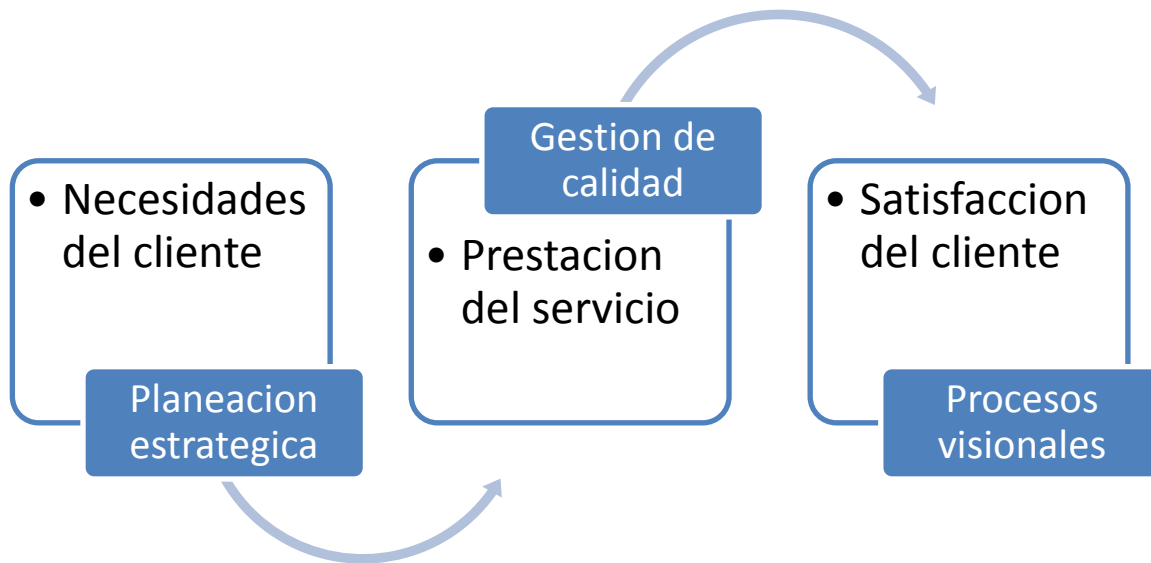 • Necesidades
del cliente
Planeacion
estrategica
Gestion de
calidad
• Prestacion
del servicio
• Satisfaccion
del cliente
Procesos
visionales